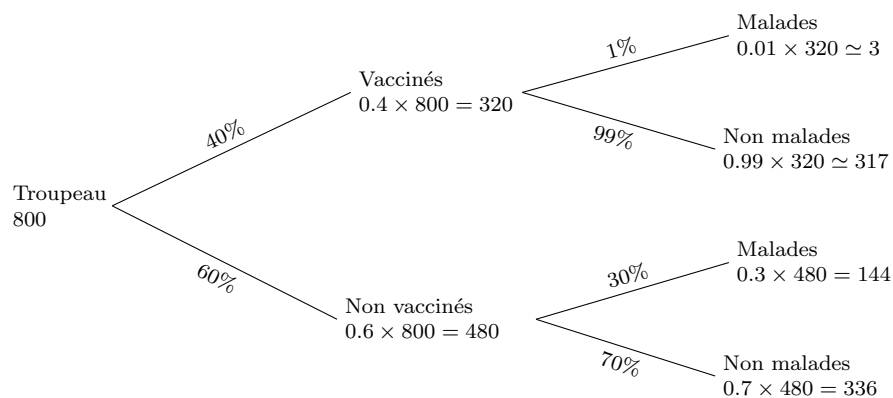 Malades
0.01 × 320 ≃ 3
1%
Vaccinés
0.4 × 800 = 320
40%
99%
Non malades
0.99 × 320 ≃ 317
Troupeau
800
Malades
0.3 × 480 = 144
30%
60%
Non vaccinés
0.6 × 800 = 480
70%
Non malades
0.7 × 480 = 336